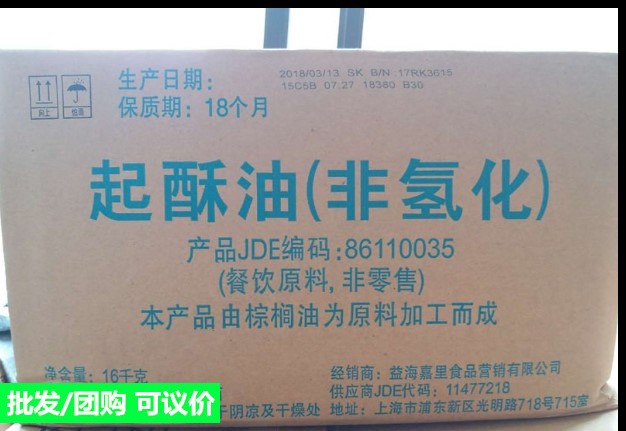 生产日期:
2018/03/13 SK B/N 17RK3615
15C5B 07:27 18380 B30
保质期: 18个月
向上
怕雨
起酥油(非氢化)
产品JDE编码:86110035
(餐饮原料,非零售)
本产品由棕榈油为原料加工而成
净含量: 16千克
经销商: 益海嘉里食品营销有限公司
供应商JDE代码: 11477218
于阴凉及干燥处
地址: 上海市浦东新区光明路718号715室
批发/团购 可议价